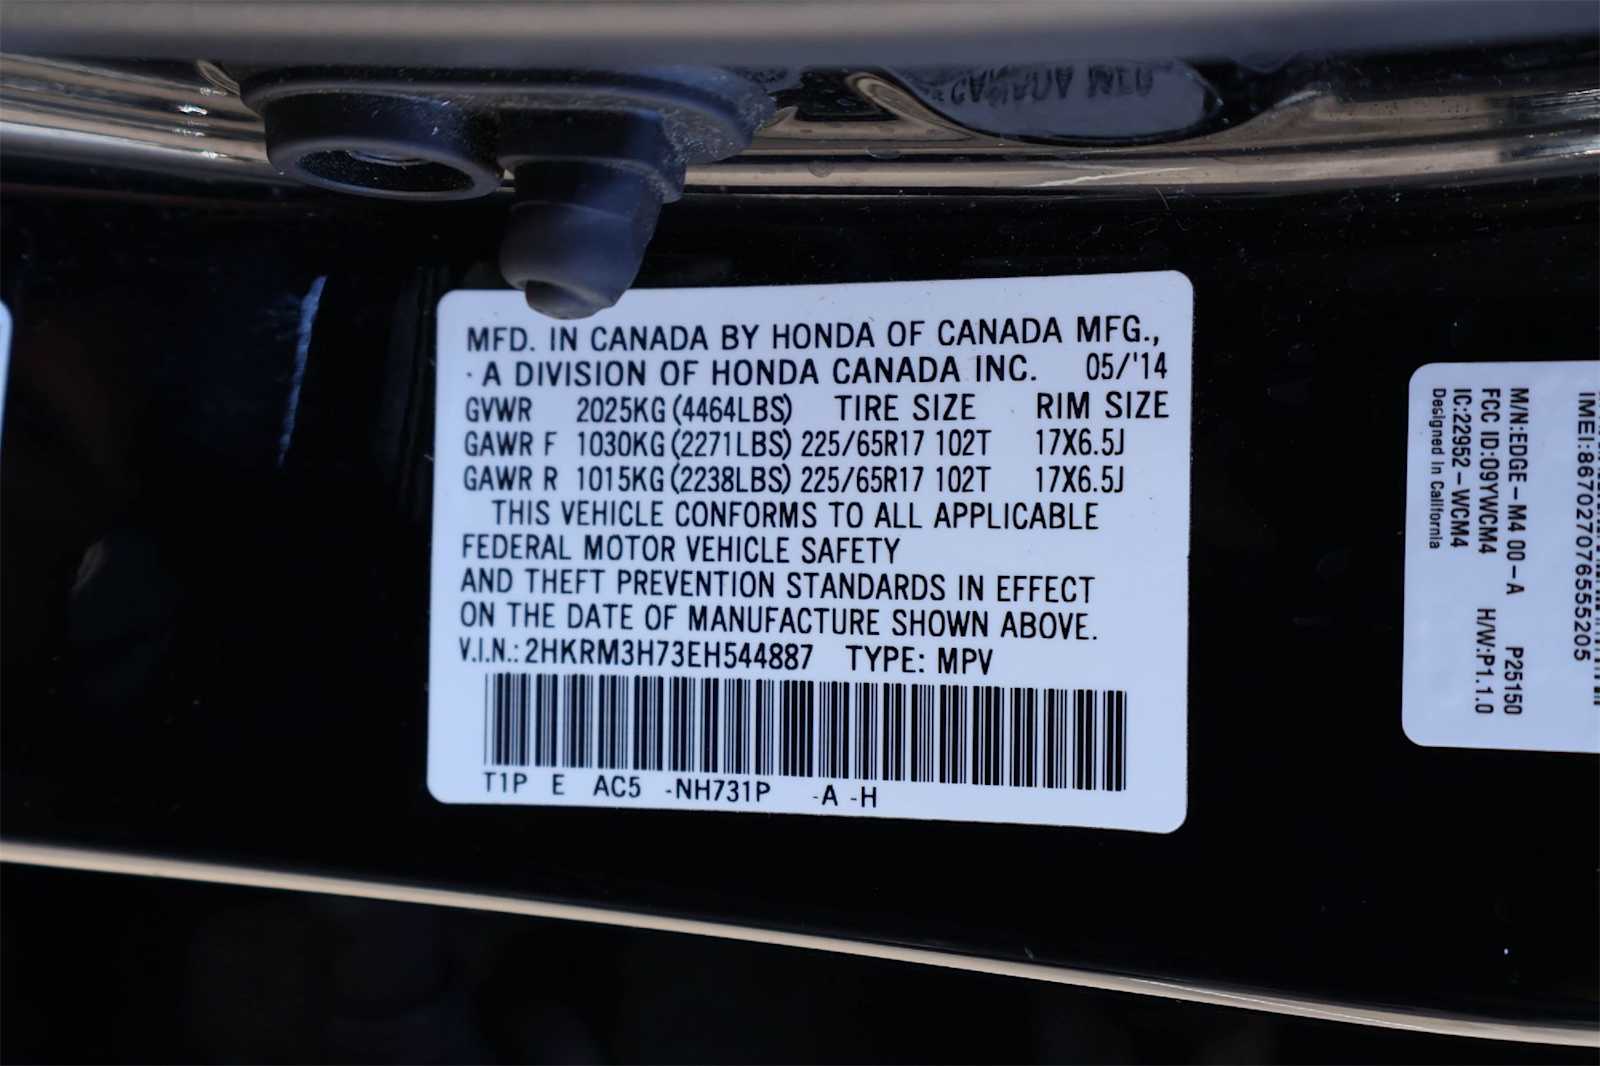 MFD. IN CANADA BY HONDA OF CANADA MFG.,
A DIVISION OF HONDA CANADA INC. 05/'14
GVWR 2025KG (4464LBS) TIRE SIZE RIM SIZE
GAWR F 1030KG (2271LBS) 225/65R17 102T 17X6.5J
GAWR R 1015KG (2238LBS) 225/65R17 102T 17X6.5J
THIS VEHICLE CONFORMS TO ALL APPLICABLE
FEDERAL MOTOR VEHICLE SAFETY
AND THEFT PREVENTION STANDARDS IN EFFECT
ON THE DATE OF MANUFACTURE SHOWN ABOVE.
V.I.N.: 2HKRM3H73EH544887 TYPE: MPV
T1P E AC5 -NH731P -A -H
IMEI:867027076555205
M/N:EDGE-M4 00-A P25150
FCC ID:09YWCM4 H/W:P1.1.0
IC:22952-WCM4
Designed in California